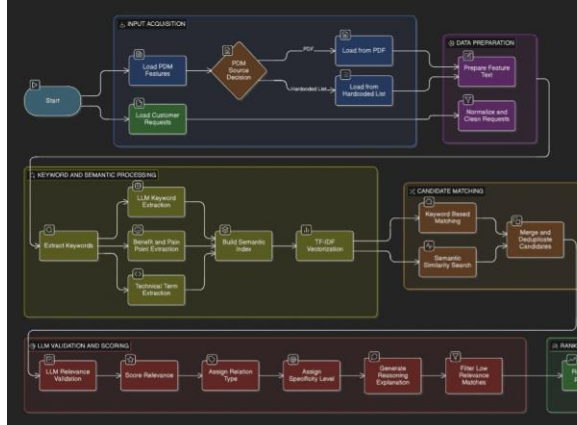 INPUT ACQUISITION
Load PDM
Features
PDM
Source
Decision
PDF
Hardcoded List
Load from PDF
Load from
Hardcoded List
DATA PREPARATION
Prepare Feature
Text
Start
Load Customer
Requests
Normalize and
Clean Requests
KEYWORD AND SEMANTIC PROCESSING
LLM Keyword
Extraction
Extract Keywords
Benefit and Pain
Point Extraction
Technical Term
Extraction
Build Semantic
Index
TF-IDF
Vectorization
CANDIDATE MATCHING
Keyword Based
Matching
Semantic
Similarity Search
Merge and
Deduplicate
Candidates
LLM VALIDATION AND SCORING
LLM Relevance
Validation
Score Relevance
Assign Relation
Type
Assign
Specificity Level
Generate
Reasoning
Explanation
Filter Low
Relevance
Matches